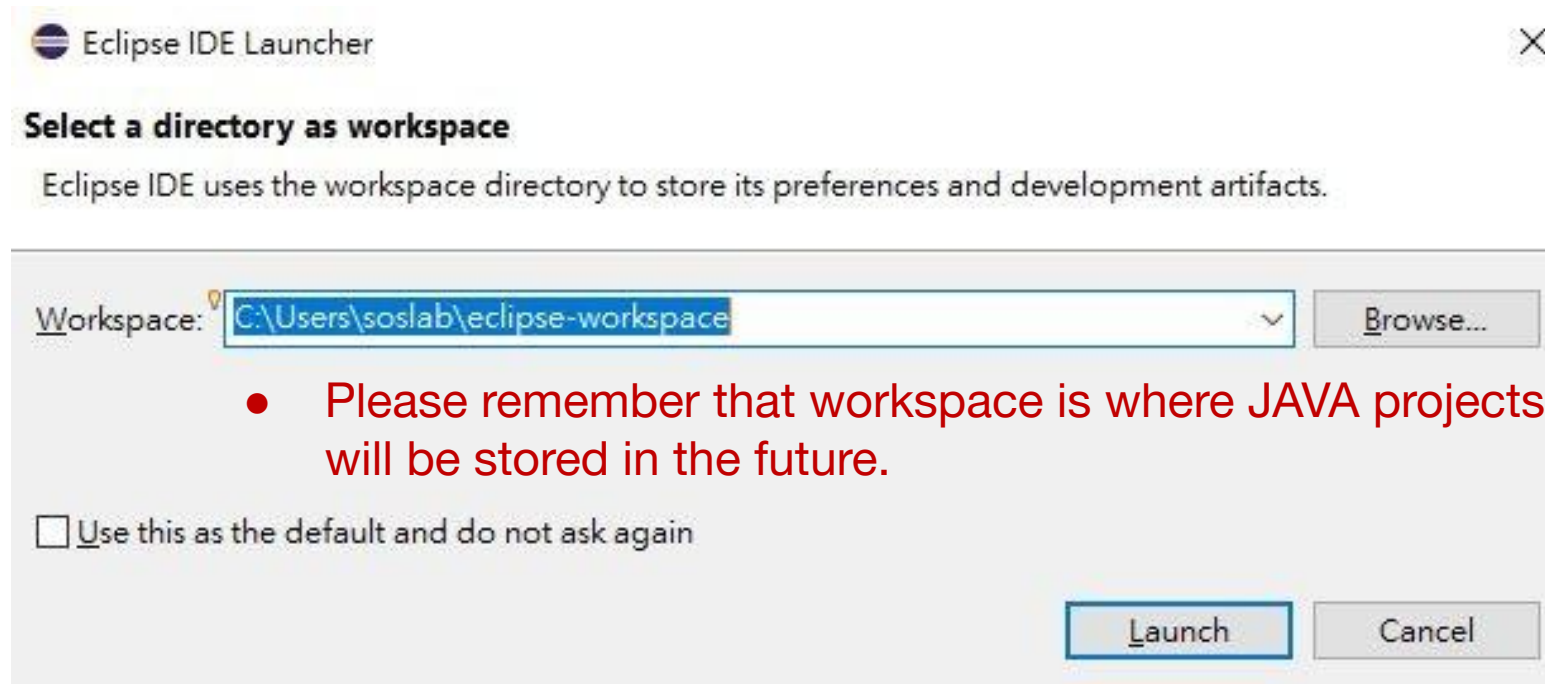 Eclipse IDE Launcher
Select a directory as workspace
Eclipse IDE uses the workspace directory to store its preferences and development artifacts.
Workspace: C:\Users\soslab\eclipse-workspace Browse...
● Please remember that workspace is where JAVA projects
will be stored in the future.
Use this as the default and do not ask again
Launch Cancel